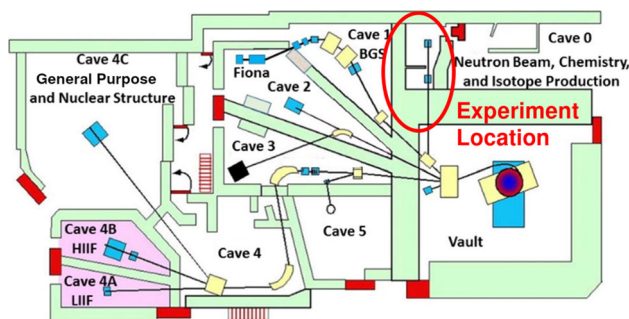 Cave 4C
General Purpose
and Nuclear Structure
Cave 1
BGS
Fiona
Cave 2
Cave 3
Cave 0
Neutron Beam, Chemistry,
and Isotope Production
Experiment
Location
Cave 4B
HIIF
Cave 4A
LIIF
Cave 4
Cave 5
Vault